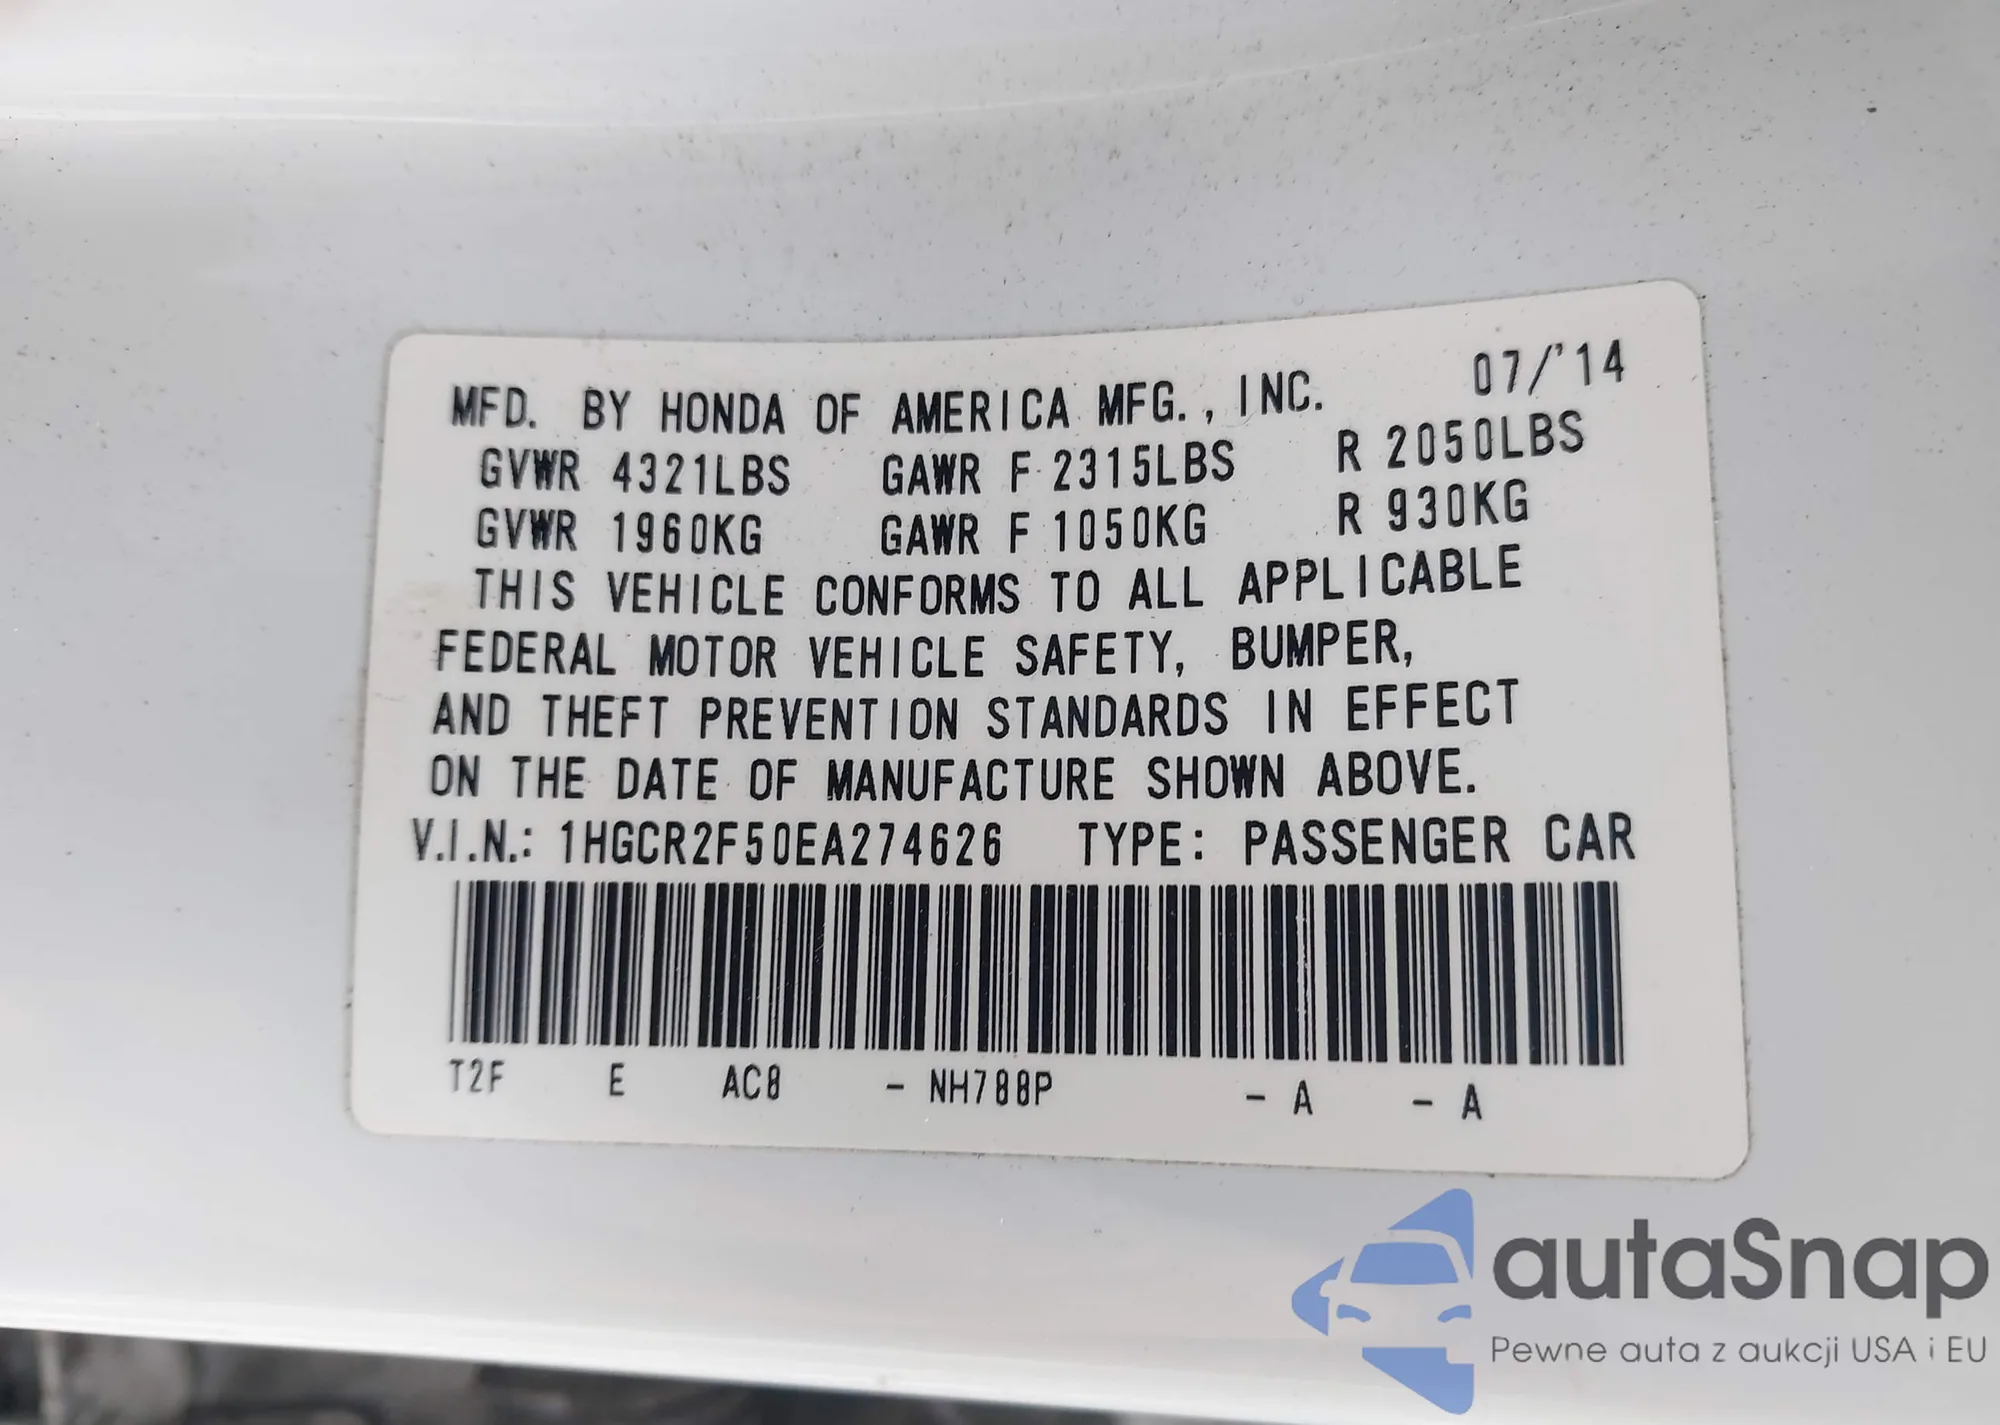 MFD. BY HONDA OF AMERICA MFG., INC. 07/'14
GVWR 4321LBS GAWR F 2315LBS R 2050LBS
GVWR 1960KG GAWR F 1050KG R 930KG
THIS VEHICLE CONFORMS TO ALL APPLICABLE
FEDERAL MOTOR VEHICLE SAFETY, BUMPER,
AND THEFT PREVENTION STANDARDS IN EFFECT
ON THE DATE OF MANUFACTURE SHOWN ABOVE.
V.I.N.: 1HGCR2F50EA274626 TYPE: PASSENGER CAR
T2F E AC8 - NH788P - A - A
autaSnap
Pewne auta z aukcji USA i EU